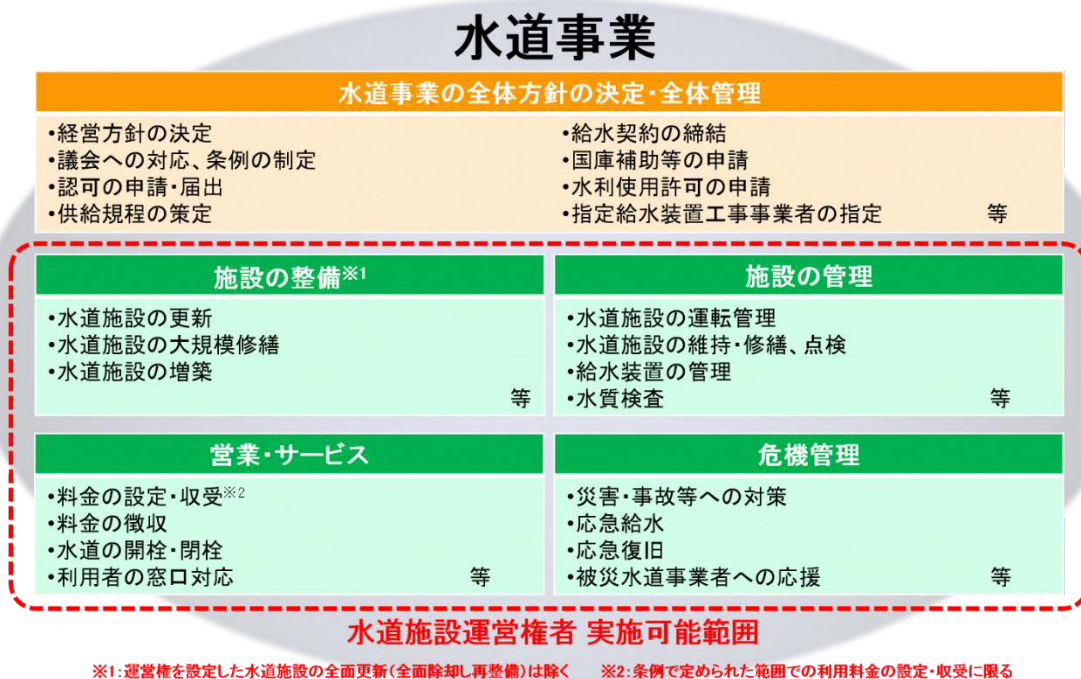 水道事業
水道事業の全体方針の決定・全体管理
・経営方針の決定
・議会への対応、条例の制定
・認可の申請・届出
・供給規程の策定
・給水契約の締結
・国庫補助等の申請
・水利使用許可の申請
・指定給水装置工事事業者の指定 等
施設の整備※1
・水道施設の更新
・水道施設の大規模修繕
・水道施設の増築
等
施設の管理
・水道施設の運転管理
・水道施設の維持・修繕、点検
・給水装置の管理
・水質検査 等
営業・サービス
・料金の設定・収受※2
・料金の徴収
・水道の開栓・閉栓
・利用者の窓口対応 等
危機管理
・災害・事故等への対策
・応急給水
・応急復旧
・被災水道事業者への応援 等
水道施設運営権者 実施可能範囲
※1:運営権を設定した水道施設の全面更新(全面除却し再整備)は除く ※2:条例で定められた範囲での利用料金の設定・収受に限る